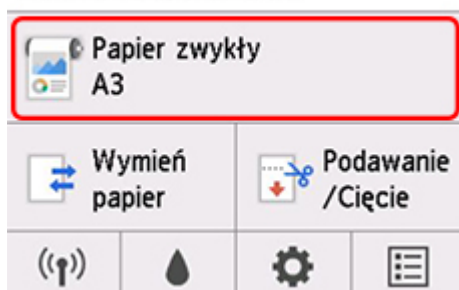 Papier zwykły
A3
Wymień
papier
Podawanie
/Cięcie